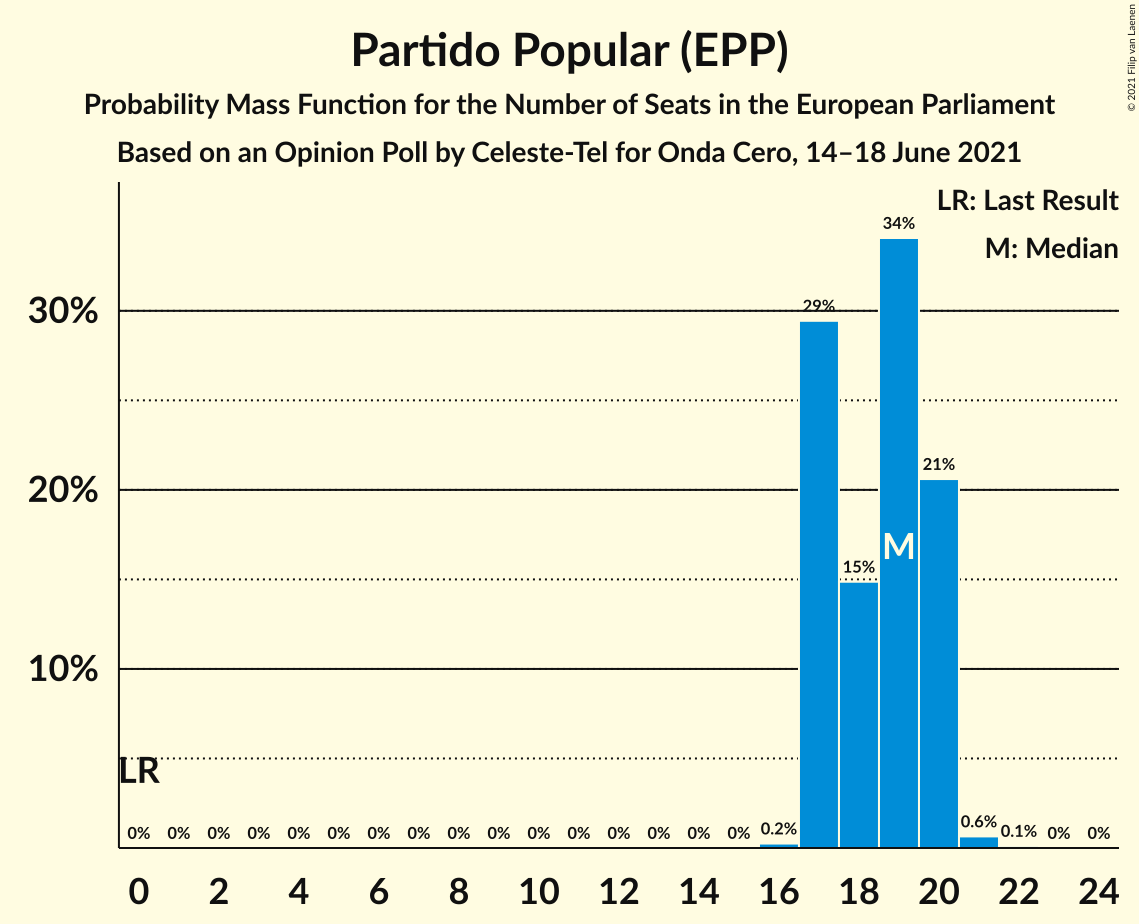 Partido Popular (EPP)
Probability Mass Function for the Number of Seats in the European Parliament
Based on an Opinion Poll by Celeste-Tel for Onda Cero, 14–18 June 2021
© 2021 Filip van Laenen
LR: Last Result
M: Median
34%
30%
29%
20%
21%
M
15%
10%
LR
0% 0% 0% 0% 0% 0% 0% 0% 0% 0% 0% 0% 0% 0% 0% 0% 0.2% 0.6% 0.1% 0% 0%
0 2 4 6 8 10 12 14 16 18 20 22 24